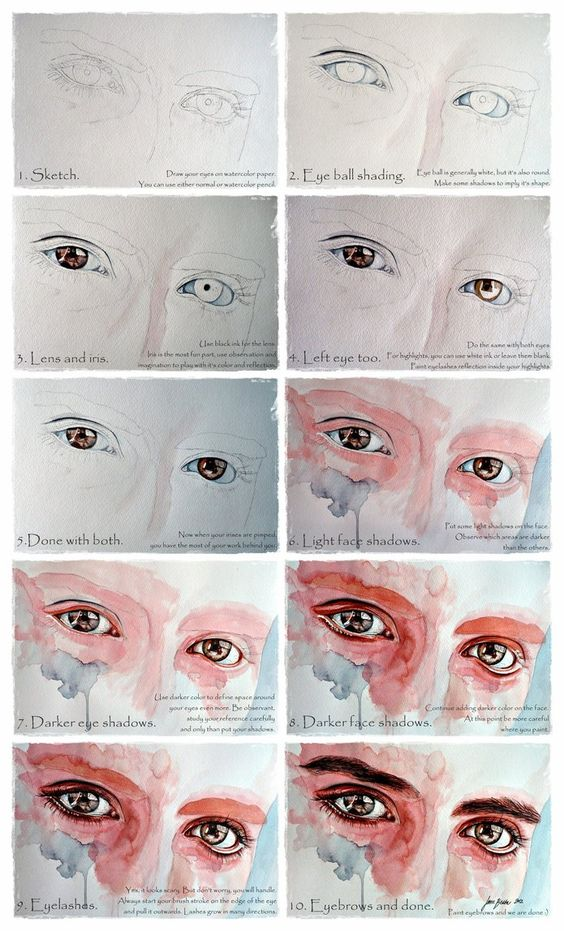 1. Sketch.
Draw your eyes on watercolor paper.
You can use either normal or watercolor pencil.
2. Eye ball shading.
Eye ball is generally white, but it's also round.
Make some shadows to imply it's shape.
3. Lens and iris.
Use black ink for the lens.
Iris is the most fun part, use observation and
imagination to play with it's color and reflection.
4. Left eye too.
Do the same with both eyes.
For highlights, you can use white ink or leave them blank.
Paint eyelashes reflection inside your highlights.
5.Done with both.
Now when your irises are pimped,
you have the most of your work behind you.
6. Light face shadows.
Put some light shadows on the face.
Observe which areas are darker
than the others.
7. Darker eye shadows.
Use darker color to define space around
your eyes even more. Be observant,
study your reference carefully
and only than put your shadows.
8. Darker face shadows.
Continue adding darker color on the face.
At this point be more careful
where you paint.
9. Eyelashes.
Yes, it looks scary. But don't worry, you will handle.
Always start your brush stroke on the edge of the eye
and pull it outwards. Lashes grow in many directions.
10. Eyebrows and done.
Paint eyebrows and we are done :)